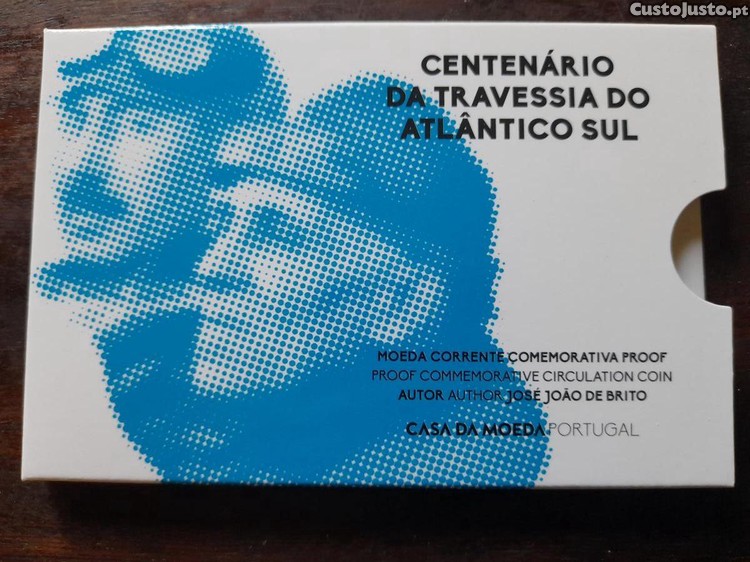 CustoJusto.pt
CENTENÁRIO
DA TRAVESSIA DO
ATLÂNTICO SUL
MOEDA CORRENTE COMEMORATIVA PROOF
PROOF COMMEMORATIVE CIRCULATION COIN
AUTOR AUTHOR JOSÉ JOÃO DE BRITO
CASA DA MOEDA PORTUGAL